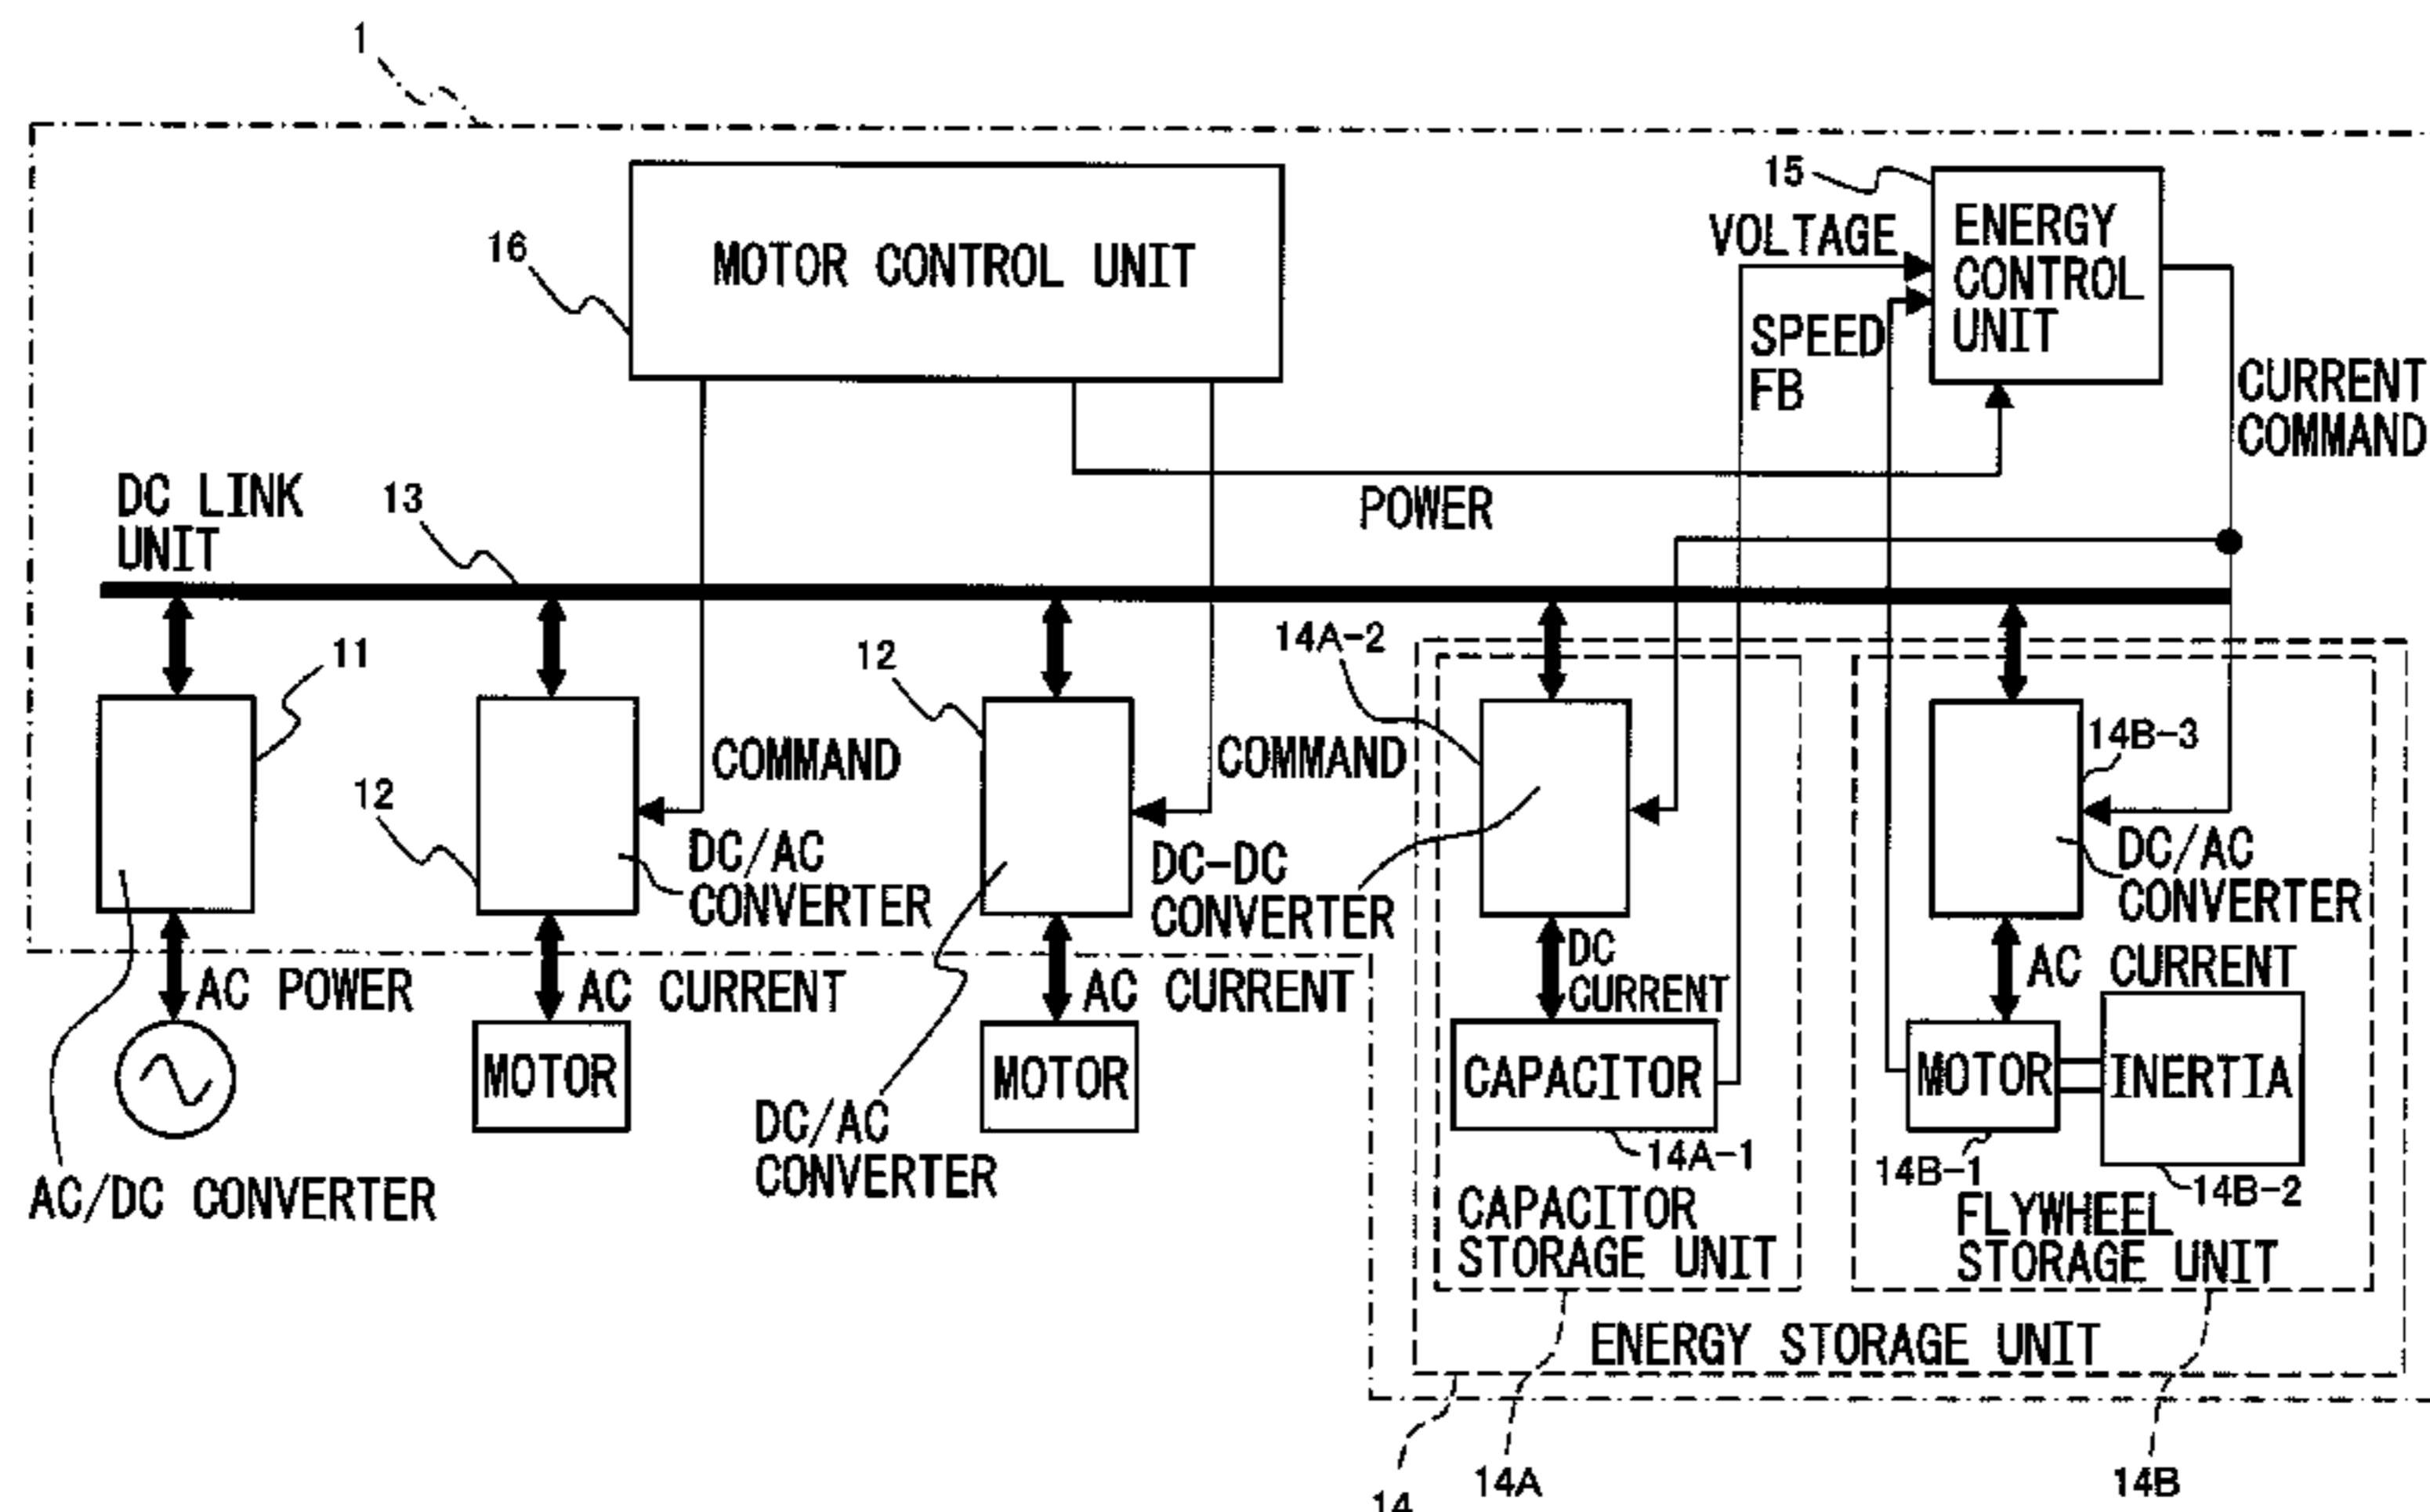 1
15
ENERGY
CONTROL
UNIT
VOLTAGE
16
MOTOR CONTROL UNIT
SPEED
FB
CURRENT
COMMAND
DC LINK
UNIT
13
POWER
11
12
14A-2
14B-3
COMMAND
COMMAND
12
DC/AC
CONVERTER
DC-DC
CONVERTER
DC/AC
CONVERTER
AC POWER
AC CURRENT
AC CURRENT
DC
CURRENT
AC CURRENT
MOTOR
MOTOR
CAPACITOR
MOTOR
INERTIA
DC/AC
CONVERTER
14A-1
14B-1
14B-2
AC/DC CONVERTER
CAPACITOR
STORAGE UNIT
FLYWHEEL
STORAGE UNIT
ENERGY STORAGE UNIT
14
14A
14B